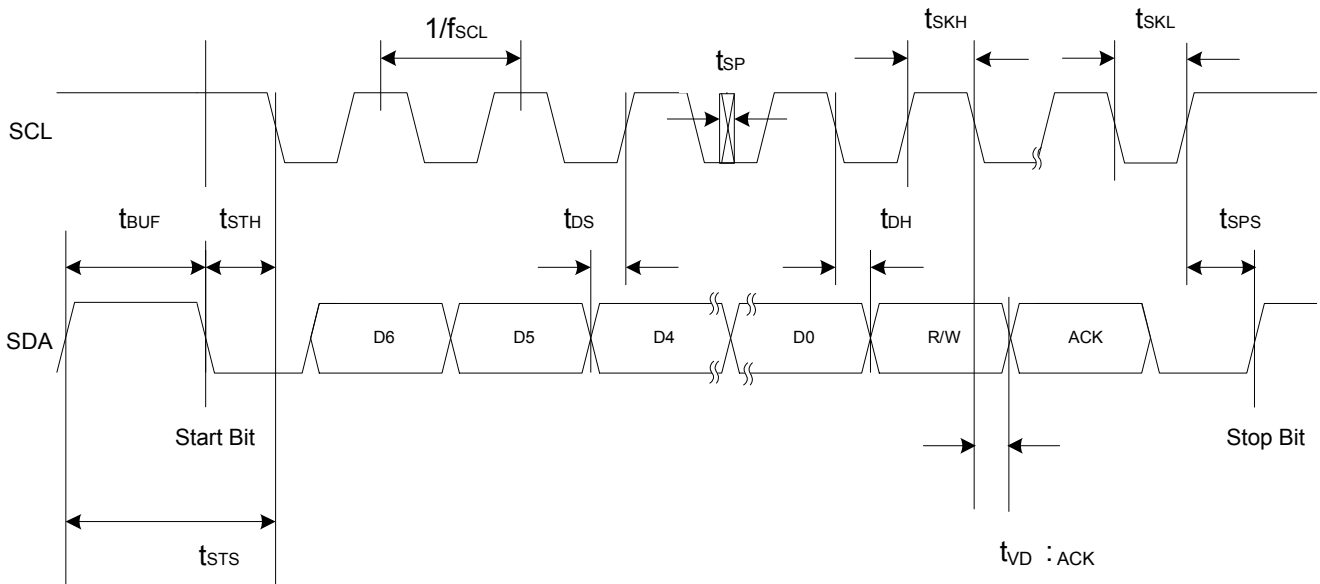 1/fSCL
tSP
tSKH
tSKL
SCL
tBUF
tSTH
tDS
tDH
tSPS
SDA
D6
D5
D4
D0
R/W
ACK
Start Bit
Stop Bit
tSTS
tVD : ACK